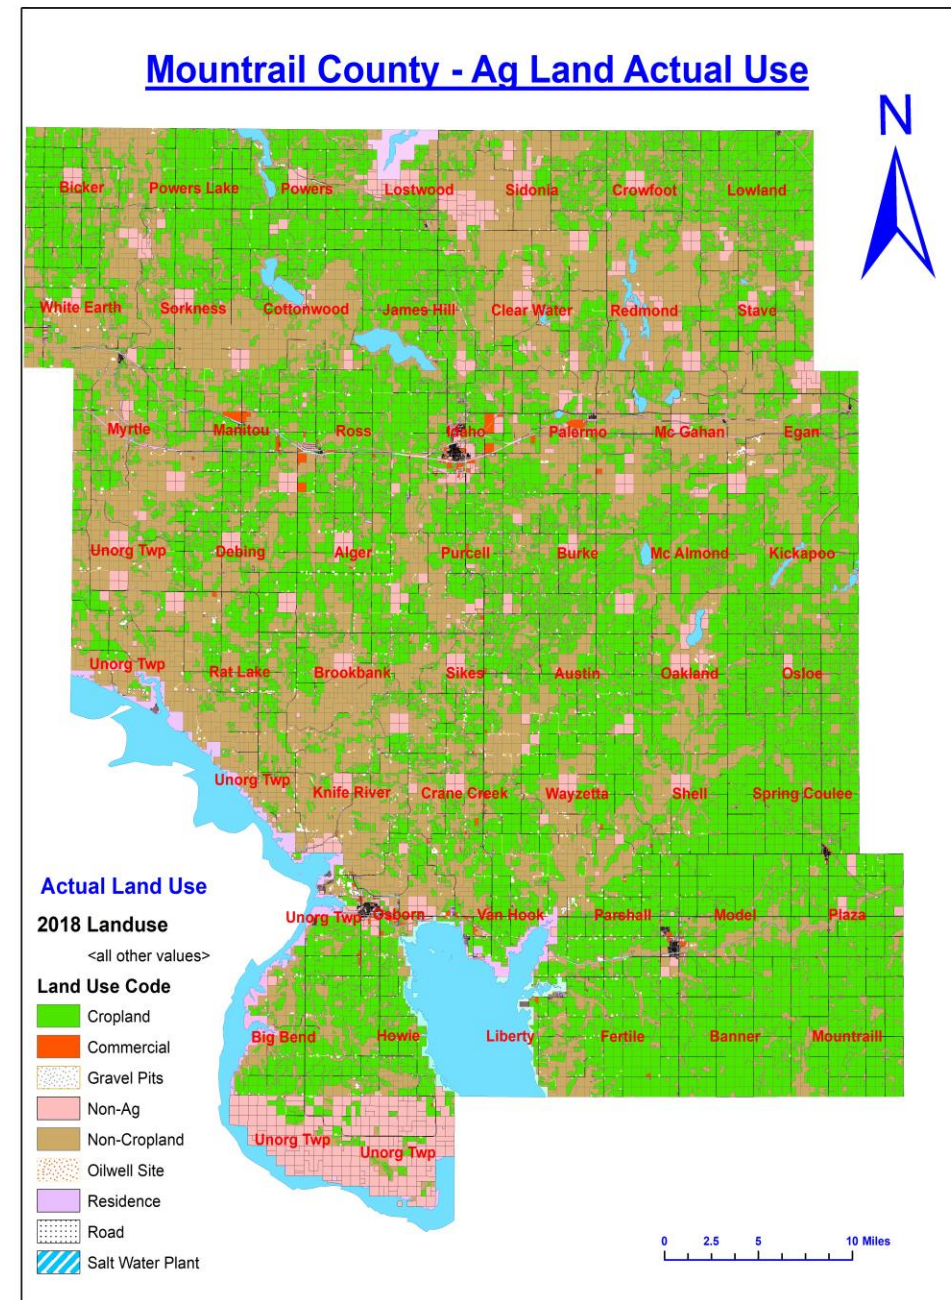 Mountrail County - Ag Land Actual Use
N
Bicker Powers Lake Powers Lostwood Sidonia Crowfoot Lowland
White Earth Sorkness Cottonwood James Hill Clear Water Redmond Stave
Myrtle Manitou Ross Idaho Palermo Mc Gahan Egan
Unorg Twp Debing Alger Purcell Burke Mc Almond Kickapoo
Unorg Twp Rat Lake Brookbank Sikes Austin Oakland Osloe
Unorg Twp Knife River Crane Creek Wayzetta Shell Spring Coulee
Unorg Twp Osborn Van Hook Parshall Model Plaza
Big Bend Howie Liberty Fertile Banner Mountraill
Unorg Twp Unorg Twp
Actual Land Use
2018 Landuse
<all other values>
Land Use Code
Cropland
Commercial
Gravel Pits
Non-Ag
Non-Cropland
Oilwell Site
Residence
Road
Salt Water Plant
0 2.5 5 10 Miles